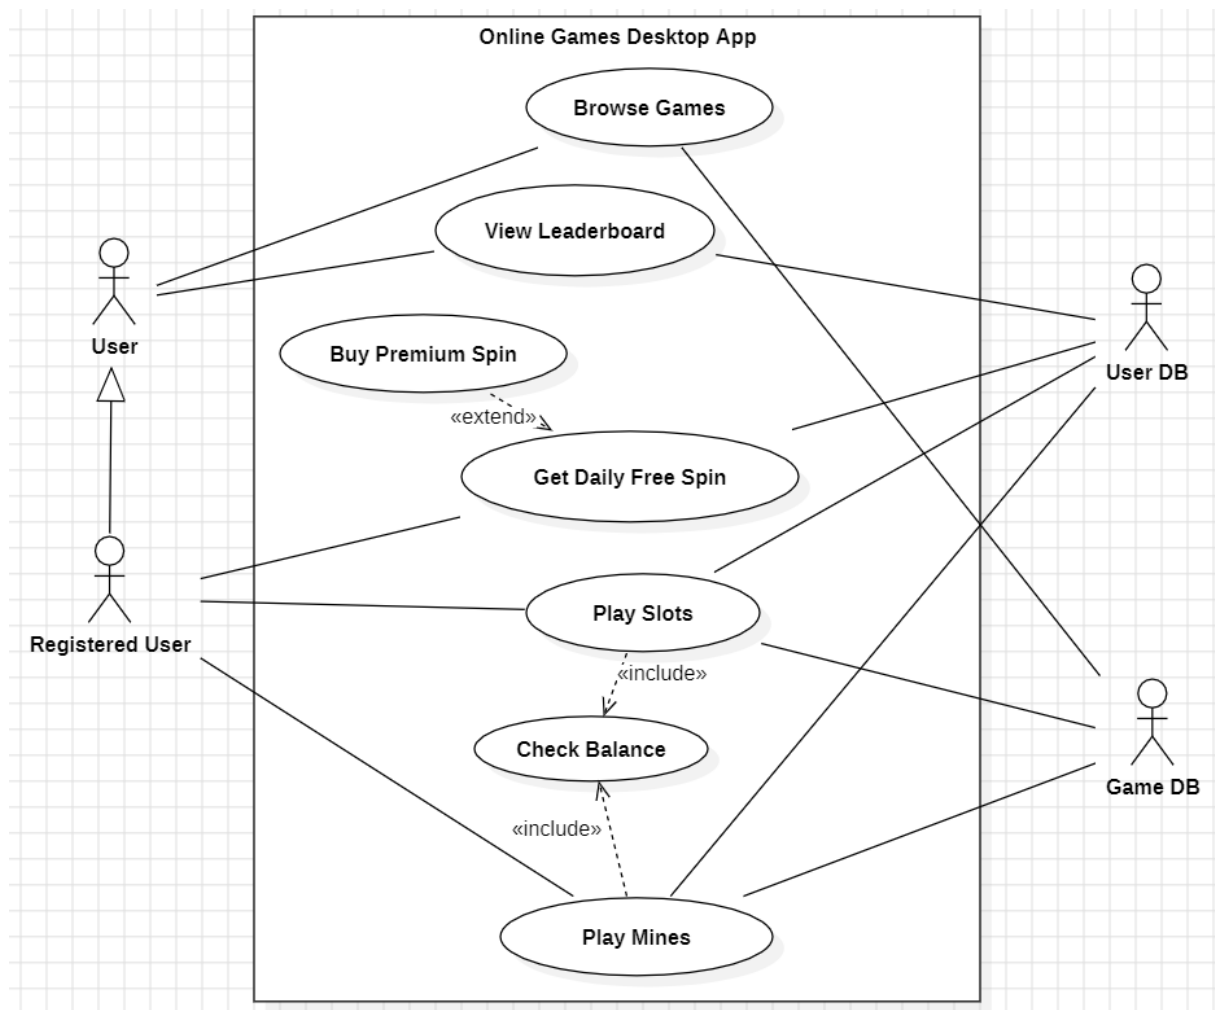 Online Games Desktop App
Browse Games
View Leaderboard
User
Buy Premium Spin
User DB
«extend»
Get Daily Free Spin
Play Slots
Registered User
«include»
Check Balance
Game DB
«include»
Play Mines